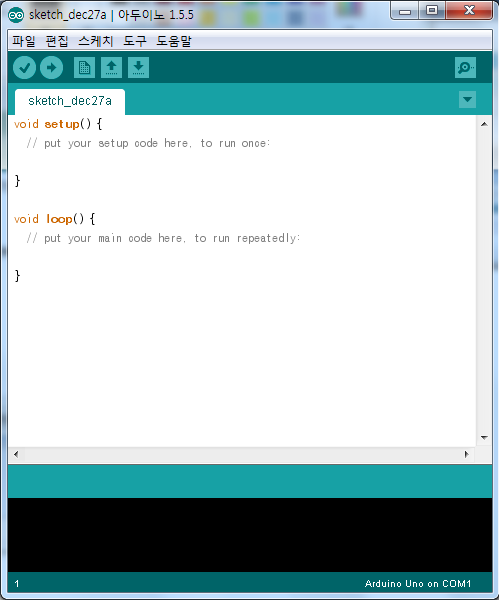 sketch_dec27a | 아두이노 1.5.5
파일 편집 스케치 도구 도움말
sketch_dec27a
void setup() {
// put your setup code here, to run once:
}
void loop() {
// put your main code here, to run repeatedly:
}
1
Arduino Uno on COM1